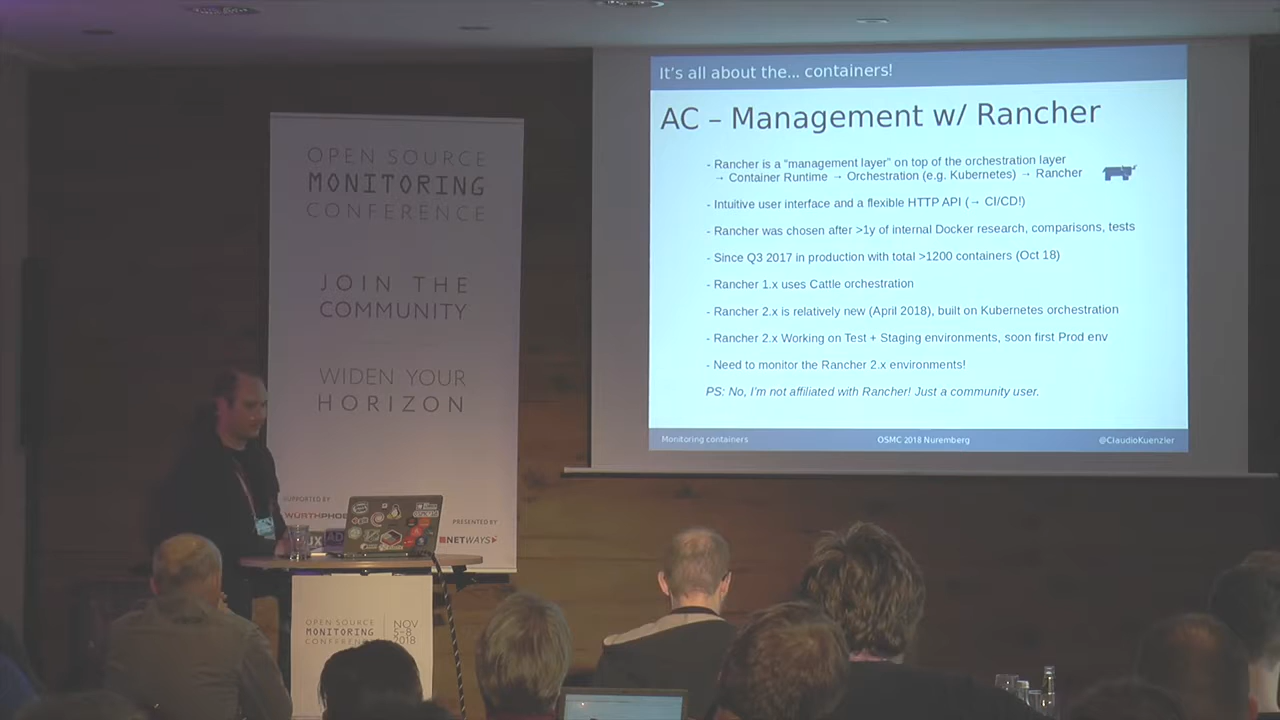 OPEN SOURCE
MONITORING
CONFERENCE
JOIN THE
COMMUNITY
WIDEN YOUR
HORIZON
SUPPORTED BY
PRESENTED BY
NETWAYS
OPEN SOURCE
MONITORING
CONFERENCE
NOV
5-8
2018
It's all about the... containers!
AC – Management w/ Rancher
- Rancher is a "management layer" on top of the orchestration layer
→ Container Runtime → Orchestration (e.g. Kubernetes) → Rancher
- Intuitive user interface and a flexible HTTP API (→ CI/CD!)
- Rancher was chosen after >1y of internal Docker research, comparisons, tests
- Since Q3 2017 in production with total >1200 containers (Oct 18)
- Rancher 1.x uses Cattle orchestration
- Rancher 2.x is relatively new (April 2018), built on Kubernetes orchestration
- Rancher 2.x Working on Test + Staging environments, soon first Prod env
- Need to monitor the Rancher 2.x environments!
PS: No, I'm not affiliated with Rancher! Just a community user.
Monitoring containers
OSMC 2018 Nuremberg
@ClaudioKuenzler